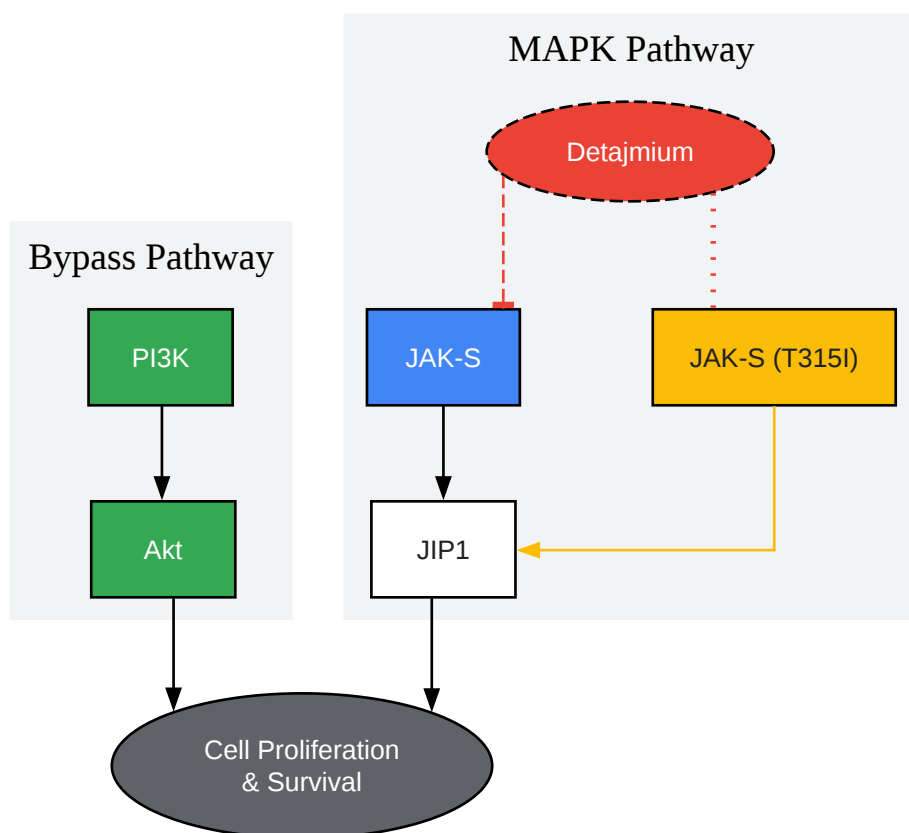 MAPK Pathway
Detajmium
Bypass Pathway
PI3K
JAK-S
JAK-S (T315I)
Akt
JIP1
Cell Proliferation
& Survival